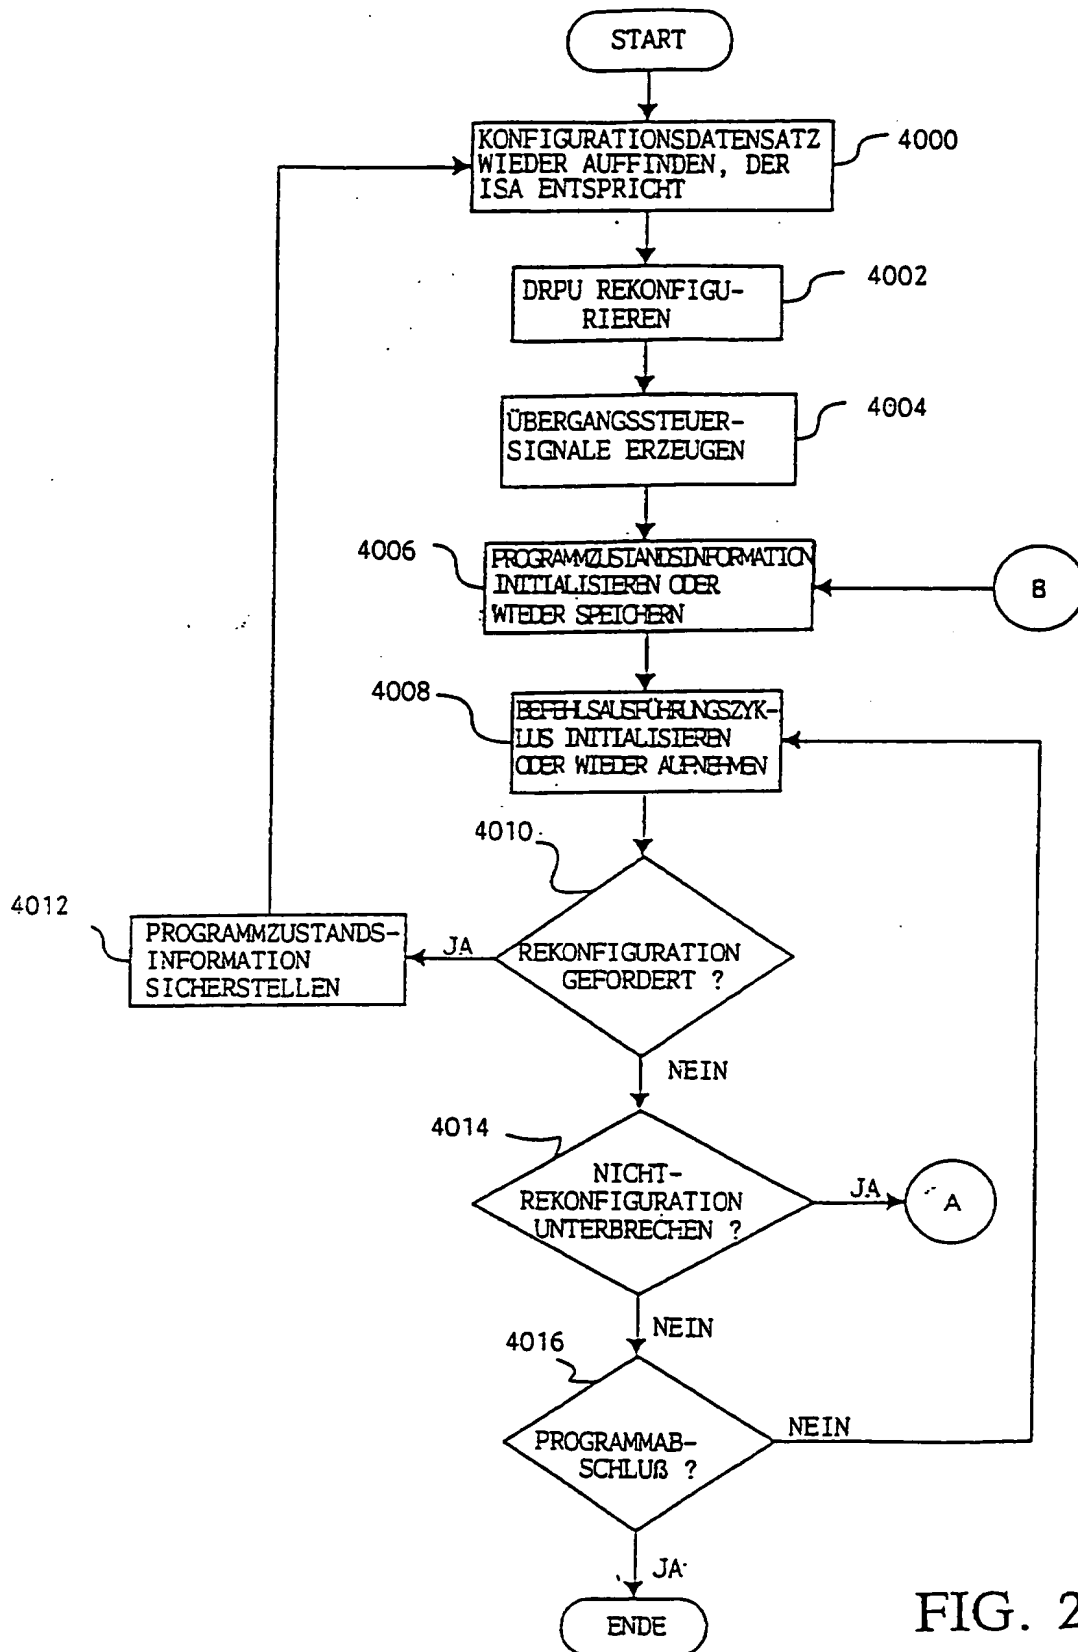 START
KONFIGURATIONSDATENSATZ
WIEDER AUFFINDEN, DER
ISA ENTSPRICHT
4000
DRPU REKONFIGU-
RIEREN
4002
ÜBERGANGSSTEUER-
SIGNALE ERZEUGEN
4004
4006
PROGRAMMZUSTANDSINFORMATION
INITIALISIEREN ODER
WIEDER SPEICHERN
B
4008
BEFEHLSAUSFÜHRUNGSZYK-
LUS INITIALISIEREN
ODER WIEDER AUFNEHMEN
4010
REKONFIGURATION
GEFORDERT ?
JA
4012
PROGRAMMZUSTANDS-
INFORMATION
SICHERSTELLEN
NEIN
4014
NICHT-
REKONFIGURATION
UNTERBRECHEN ?
JA
A
NEIN
4016
PROGRAMMAB-
SCHLUß ?
NEIN
JA
ENDE
FIG. 2